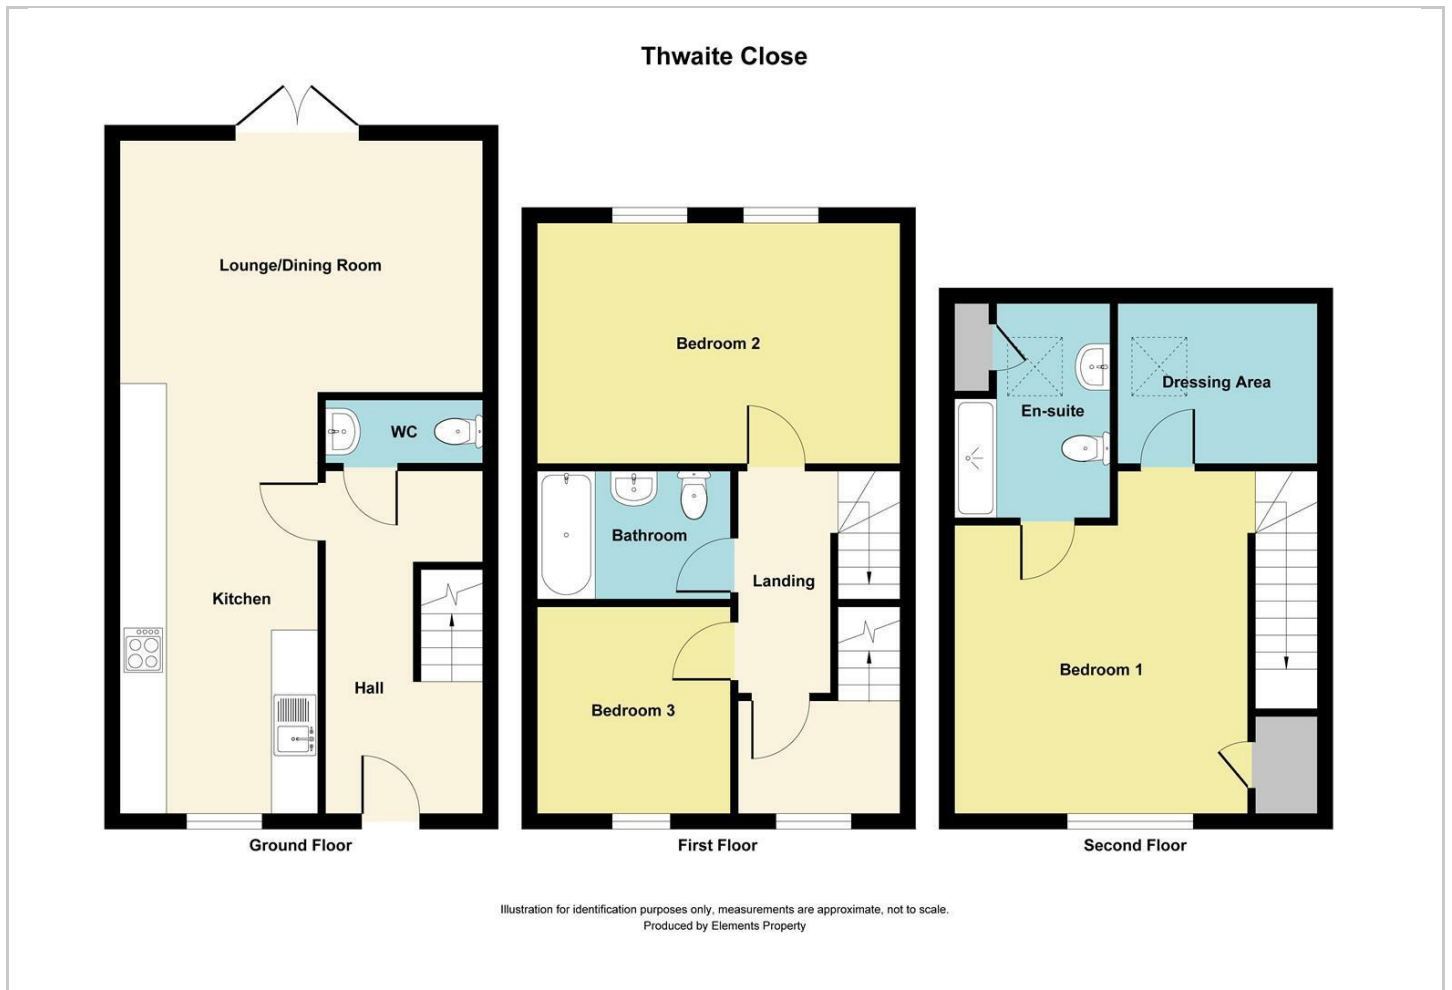 Thwaite Close
Lounge/Dining Room
WC
Kitchen
Hall
Ground Floor
Bedroom 2
Bathroom
Landing
Bedroom 3
First Floor
En-suite
Dressing Area
Bedroom 1
Second Floor
Illustration for identification purposes only, measurements are approximate, not to scale.
Produced by Elements Property